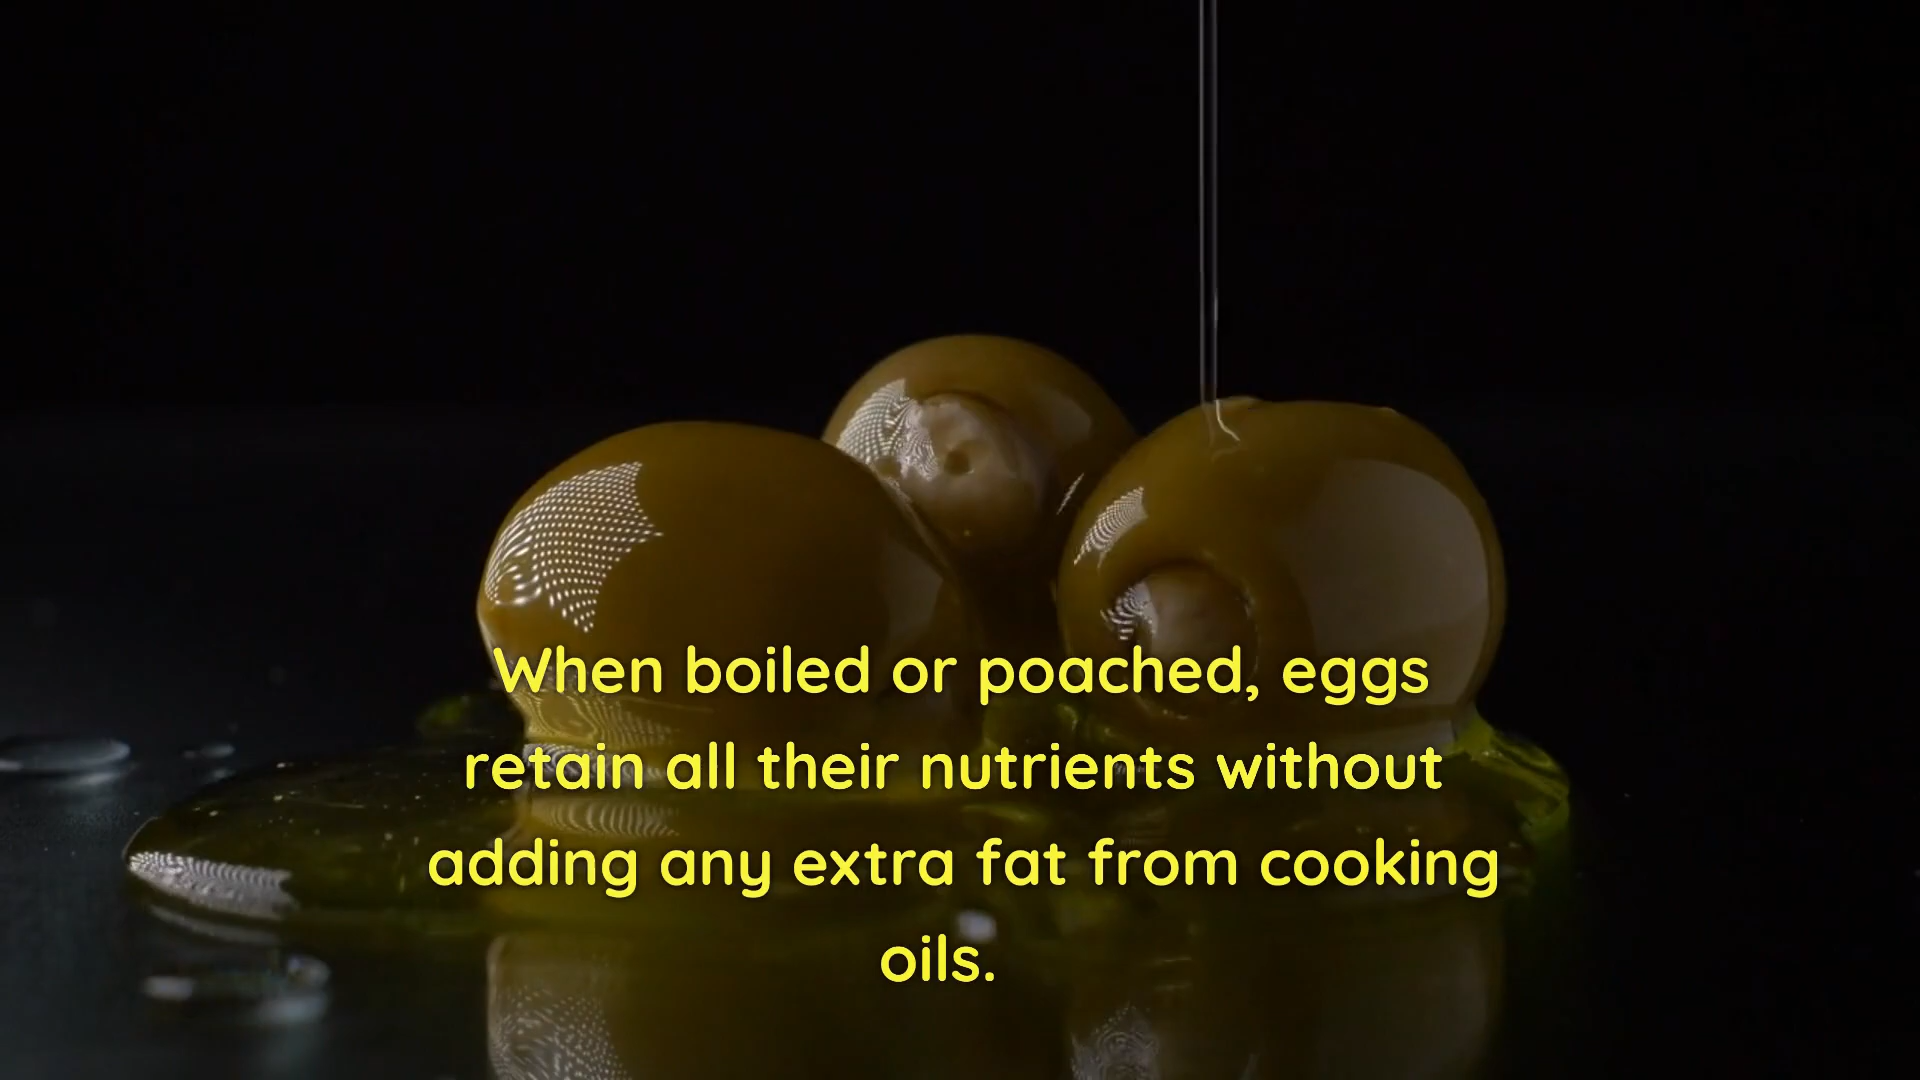 When boiled or poached, eggs
retain all their nutrients without
adding any extra fat from cooking
oils.